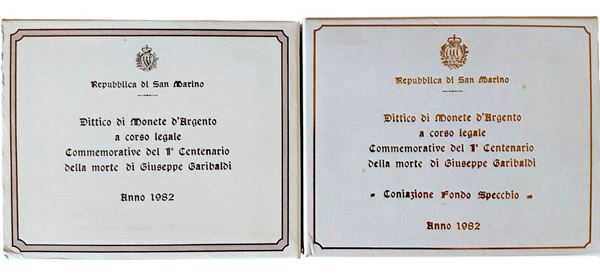 Repubblica di San Marino
Dittico di Monete d'Argento
a corso legale
Commemorative del 1° Centenario
della morte di Giuseppe Garibaldi
Anno 1982
Repubblica di San Marino
Dittico di Monete d'Argento
a corso legale
Commemorative del 1° Centenario
della morte di Giuseppe Garibaldi
- Coniazione Fondo Specchio -
Anno 1982